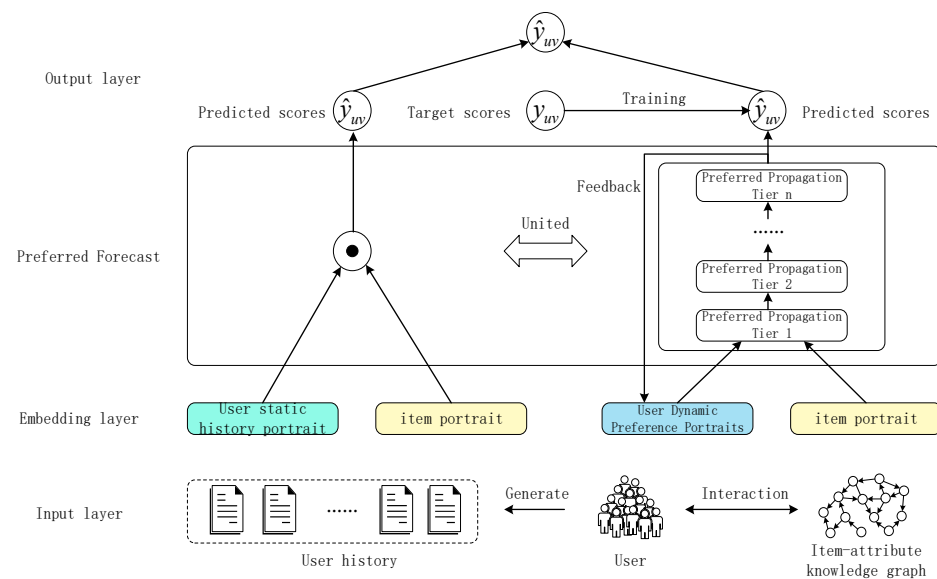 ŷuv
Output layer
Predicted scores
ŷuv
Target scores
yuv
Training
ŷuv
Predicted scores
Feedback
Preferred Propagation
Tier n
......
Preferred Forecast
United
Preferred Propagation
Tier 2
Preferred Propagation
Tier 1
Embedding layer
User static
history portrait
item portrait
User Dynamic
Preference Portraits
item portrait
Input layer
......
Generate
Interaction
User history
User
Item-attribute
knowledge graph